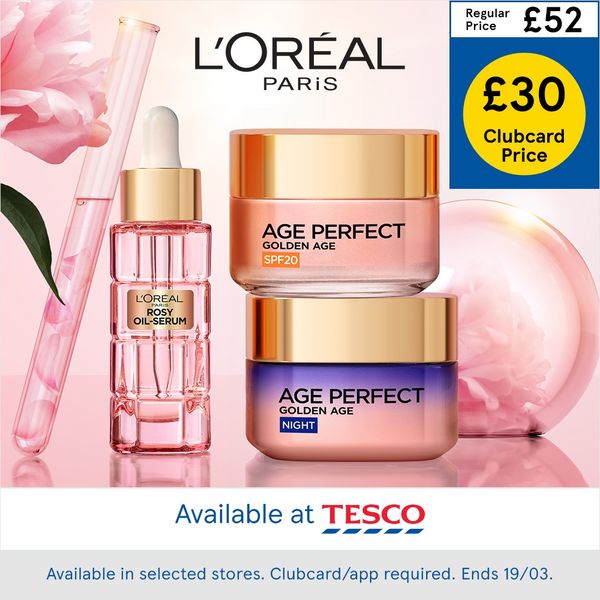 L'ORÉAL
PARiS
Regular
Price
£52
£30
Clubcard
Price
L'ORÉAL
PARIS
ROSY
OIL-SERUM
AGE PERFECT
GOLDEN AGE
SPF20
AGE PERFECT
GOLDEN AGE
NIGHT
Available at TESCO
Available in selected stores. Clubcard/app required. Ends 19/03.